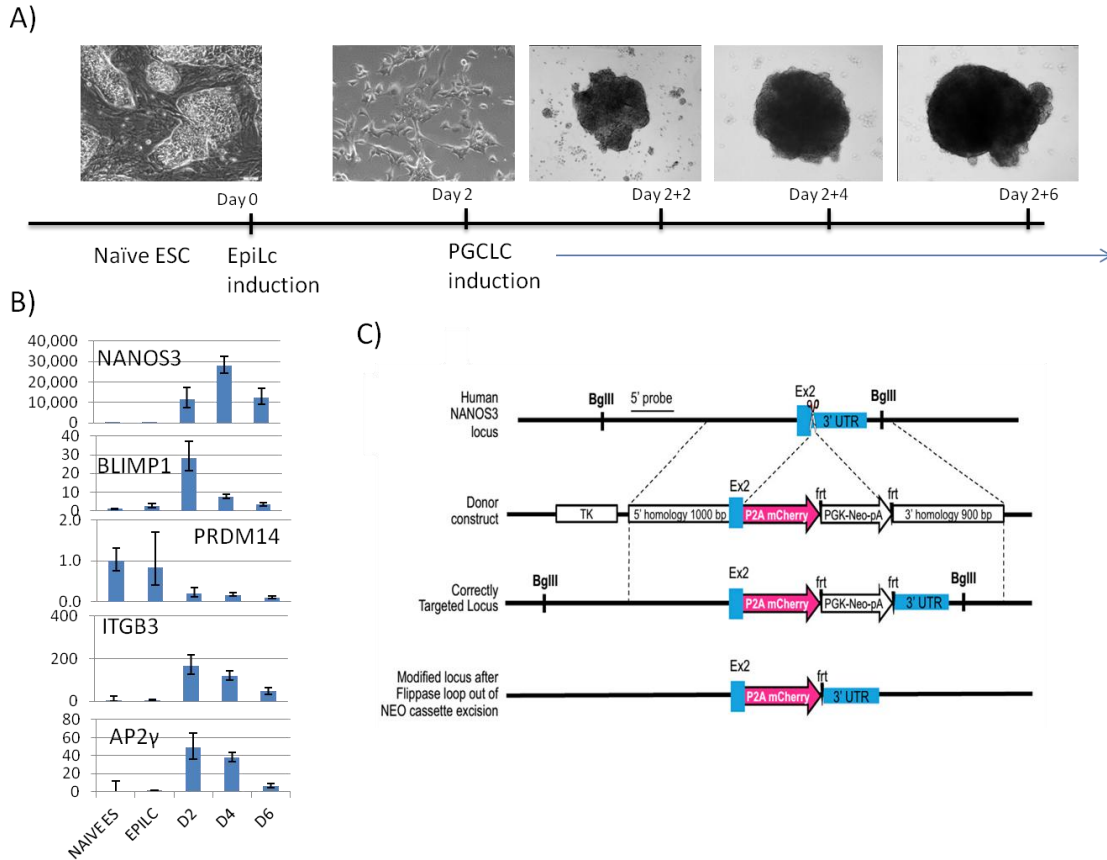 A)
Day 0
Day 2
Day 2+2
Day 2+4
Day 2+6
Naïve ESC
EpiLc
induction
PGCLC
induction
B)
NANOS3
40,000
30,000
20,000
10,000
0
BLIMP1
40
30
20
10
0
PRDM14
2.0
1.0
0.0
ITGB3
400
200
0
AP2γ
80
60
40
20
0
NAIVE ES
EPILC
D2
D4
D6
C)
Human
NANOS3
locus
BglII
5' probe
Ex2
3' UTR
BglII
Donor
construct
TK
5' homology 1000 bp
Ex2
P2A mCherry
frt
PGK-Neo-pA
frt
3' homology 900 bp
Correctly
Targeted Locus
BglII
Ex2
P2A mCherry
frt
PGK-Neo-pA
frt
3' UTR
BglII
Modified locus after
Flippase loop out of
NEO cassette excision
Ex2
P2A mCherry
frt
3' UTR